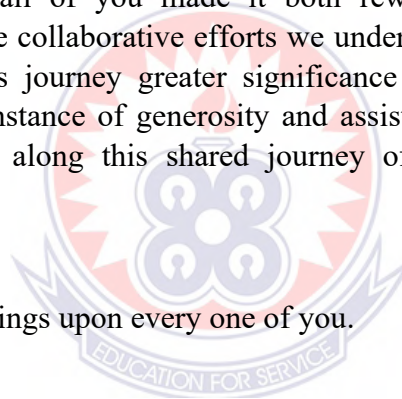 all of you made it both rew
e collaborative efforts we under
s journey greater significance
nstance of generosity and assis
along this shared journey o
ings upon every one of you.
EDUCATION FOR SERVICE